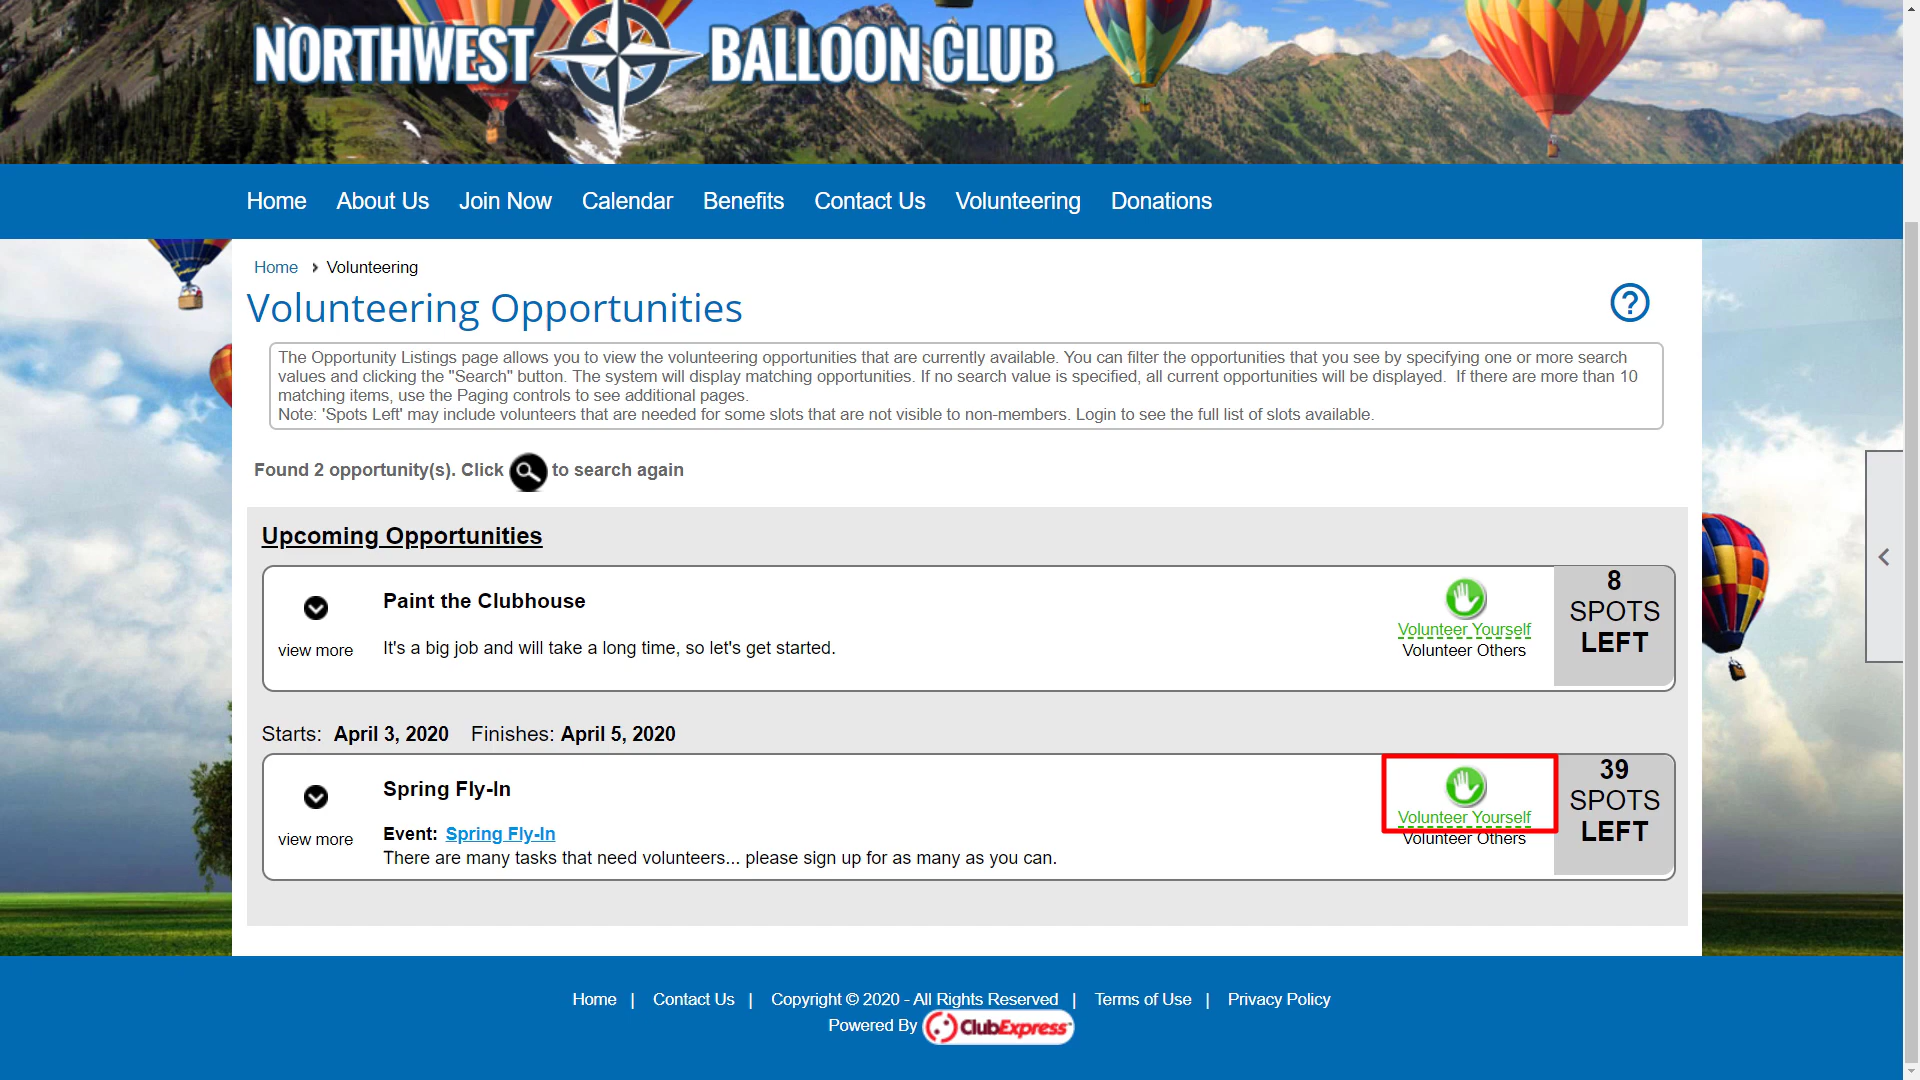 NORTHWEST BALLOON CLUB
Home About Us Join Now Calendar Benefits Contact Us Volunteering Donations
Home › Volunteering
Volunteering Opportunities
?
The Opportunity Listings page allows you to view the volunteering opportunities that are currently available. You can filter the opportunities that you see by specifying one or more search
values and clicking the "Search" button. The system will display matching opportunities. If no search value is specified, all current opportunities will be displayed. If there are more than 10
matching items, use the Paging controls to see additional pages.
Note: 'Spots Left' may include volunteers that are needed for some slots that are not visible to non-members. Login to see the full list of slots available.
Found 2 opportunity(s). Click to search again
Upcoming Opportunities
view more
Paint the Clubhouse
It's a big job and will take a long time, so let's get started.
Volunteer Yourself
Volunteer Others
8
SPOTS
LEFT
Starts: April 3, 2020 Finishes: April 5, 2020
view more
Spring Fly-In
Event: Spring Fly-In
There are many tasks that need volunteers... please sign up for as many as you can.
Volunteer Yourself
Volunteer Others
39
SPOTS
LEFT
Home | Contact Us | Copyright © 2020 - All Rights Reserved | Terms of Use | Privacy Policy
Powered By ClubExpress